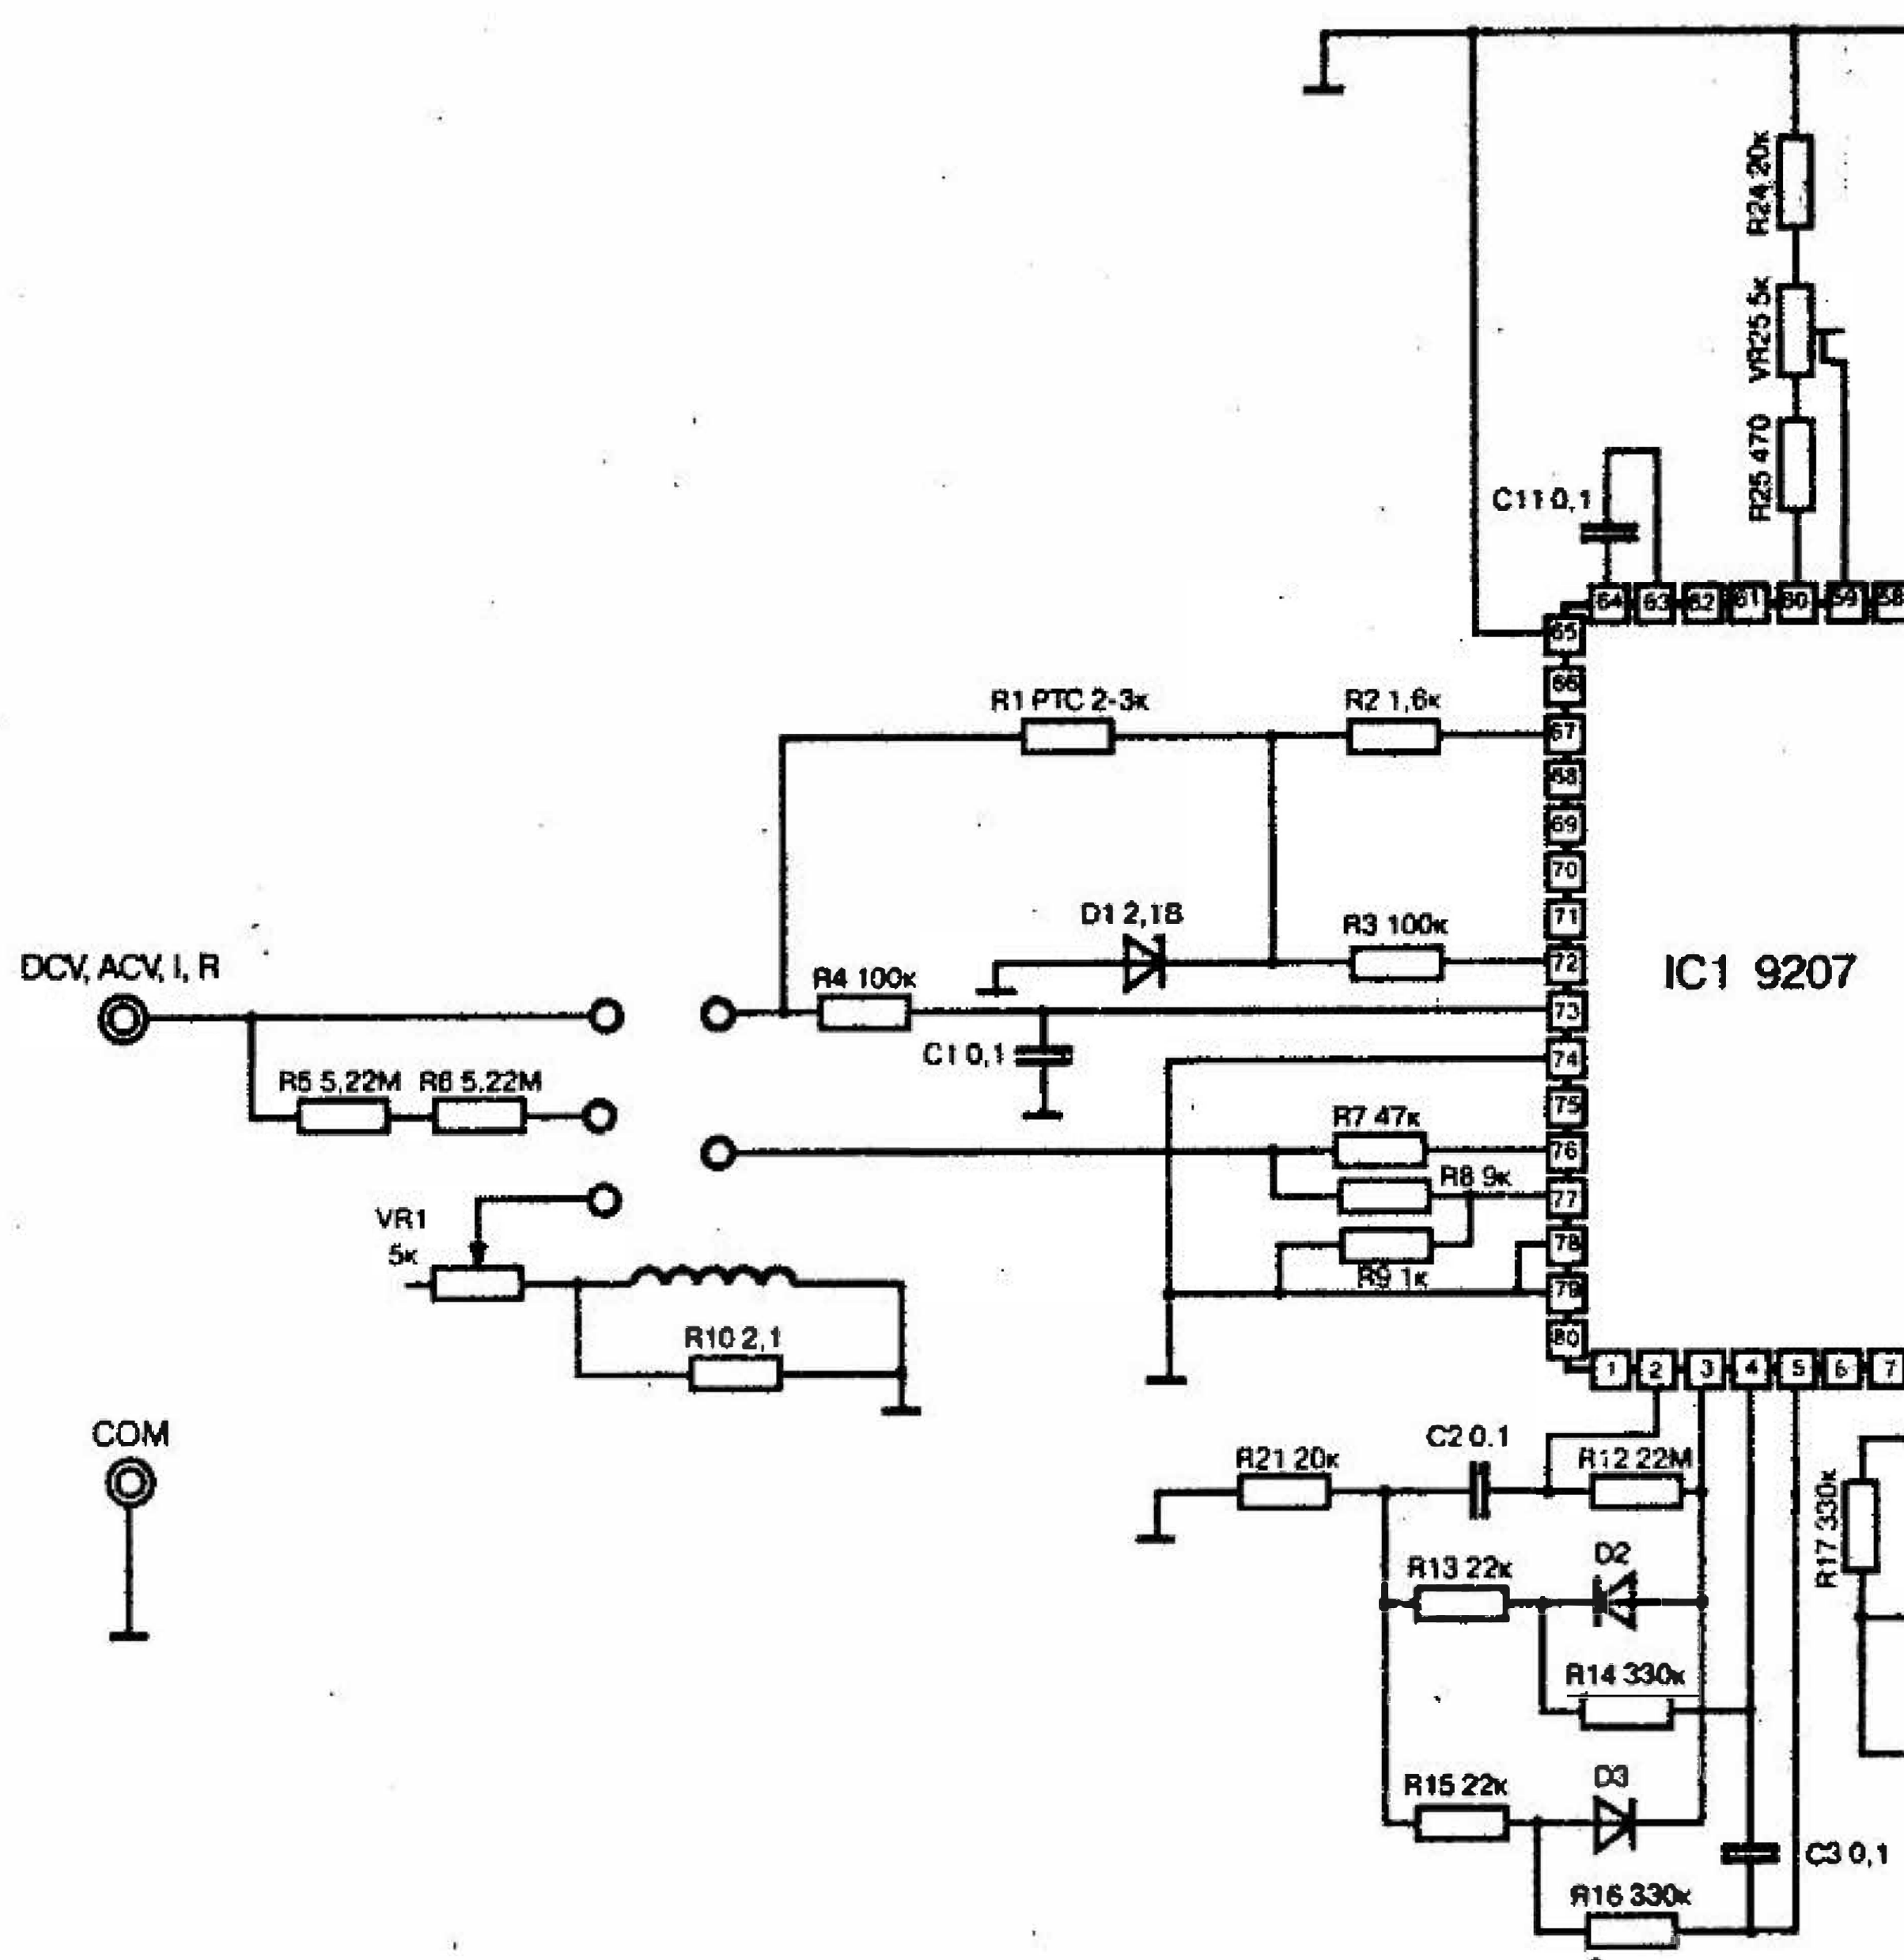 R24 20к
VR25 5к
R25 470
C11 0,1
64 63 62 61 60 59 58
65
66
R1 PTC 2-3к
R2 1,6к
67
68
69
70
71
D1 2,1В
R3 100к
72
IC1 9207
DCV, ACV, I, R
R4 100к
73
C1 0,1
74
R5 5,22M
R6 5.22M
75
R7 47к
76
R8 9к
77
VR1
5к
78
R9 1к
79
R10 2,1
80
1 2 3 4 5 6 7
COM
C2 0.1
R21 20к
R12 22M
R17 330к
D2
R13 22к
R14 330к
D3
R15 22к
C3 0,1
R16 330к